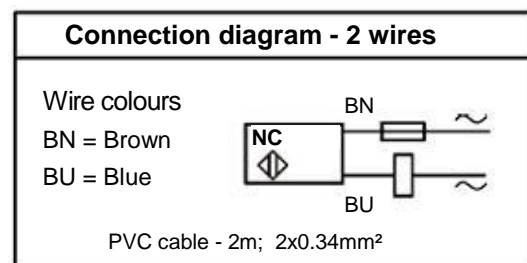 Connection diagram - 2 wires
Wire colours
BN = Brown
BU = Blue
BN
NC
BU
PVC cable - 2m; 2x0.34mm²